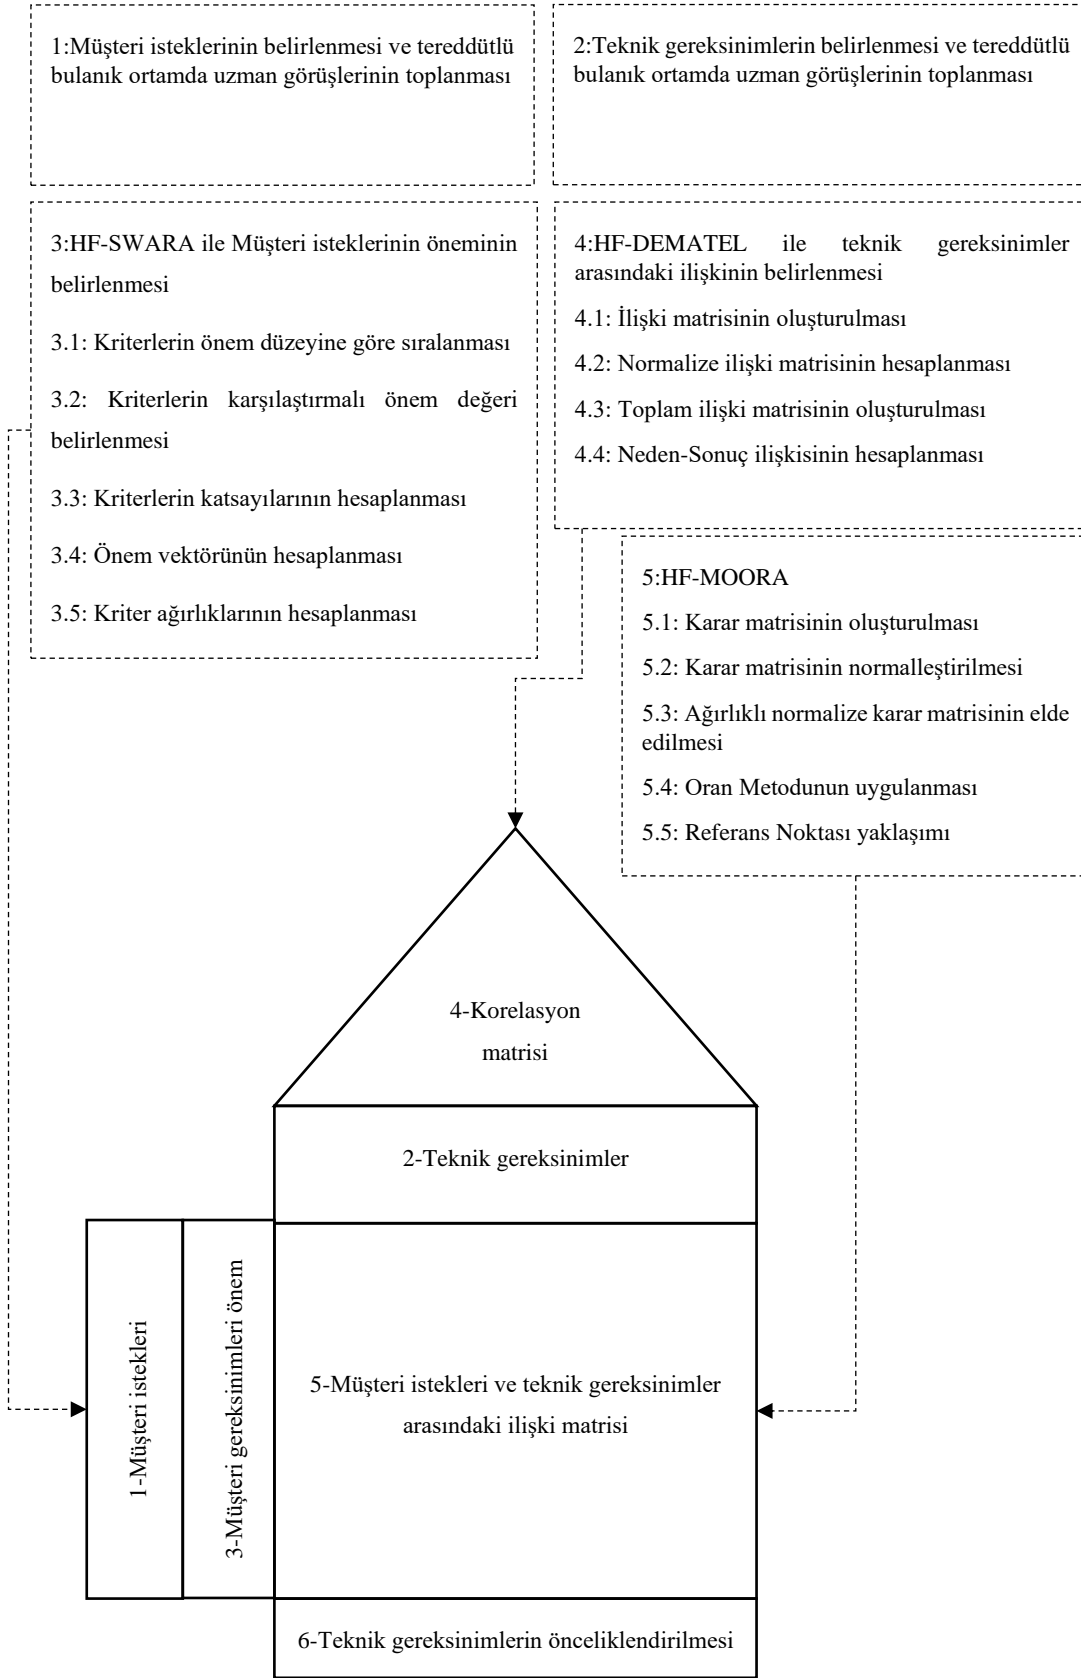 1:Müşteri isteklerinin belirlenmesi ve tereddütlü
bulanık ortamda uzman görüşlerinin toplanması
2:Teknik gereksinimlerin belirlenmesi ve tereddütlü
bulanık ortamda uzman görüşlerinin toplanması
3:HF-SWARA ile Müşteri isteklerinin öneminin
belirlenmesi
3.1: Kriterlerin önem düzeyine göre sıralanması
3.2: Kriterlerin karşılaştırmalı önem değeri
belirlenmesi
3.3: Kriterlerin katsayılarının hesaplanması
3.4: Önem vektörünün hesaplanması
3.5: Kriter ağırlıklarının hesaplanması
4:HF-DEMATEL ile teknik gereksinimler
arasındaki ilişkinin belirlenmesi
4.1: İlişki matrisinin oluşturulması
4.2: Normalize ilişki matrisinin hesaplanması
4.3: Toplam ilişki matrisinin oluşturulması
4.4: Neden-Sonuç ilişkisinin hesaplanması
5:HF-MOORA
5.1: Karar matrisinin oluşturulması
5.2: Karar matrisinin normalleştirilmesi
5.3: Ağırlıklı normalize karar matrisinin elde
edilmesi
5.4: Oran Metodunun uygulanması
5.5: Referans Noktası yaklaşımı
4-Korelasyon
matrisi
2-Teknik gereksinimler
1-Müşteri istekleri
3-Müşteri gereksinimleri önem
5-Müşteri istekleri ve teknik gereksinimler
arasındaki ilişki matrisi
6-Teknik gereksinimlerin önceliklendirilmesi